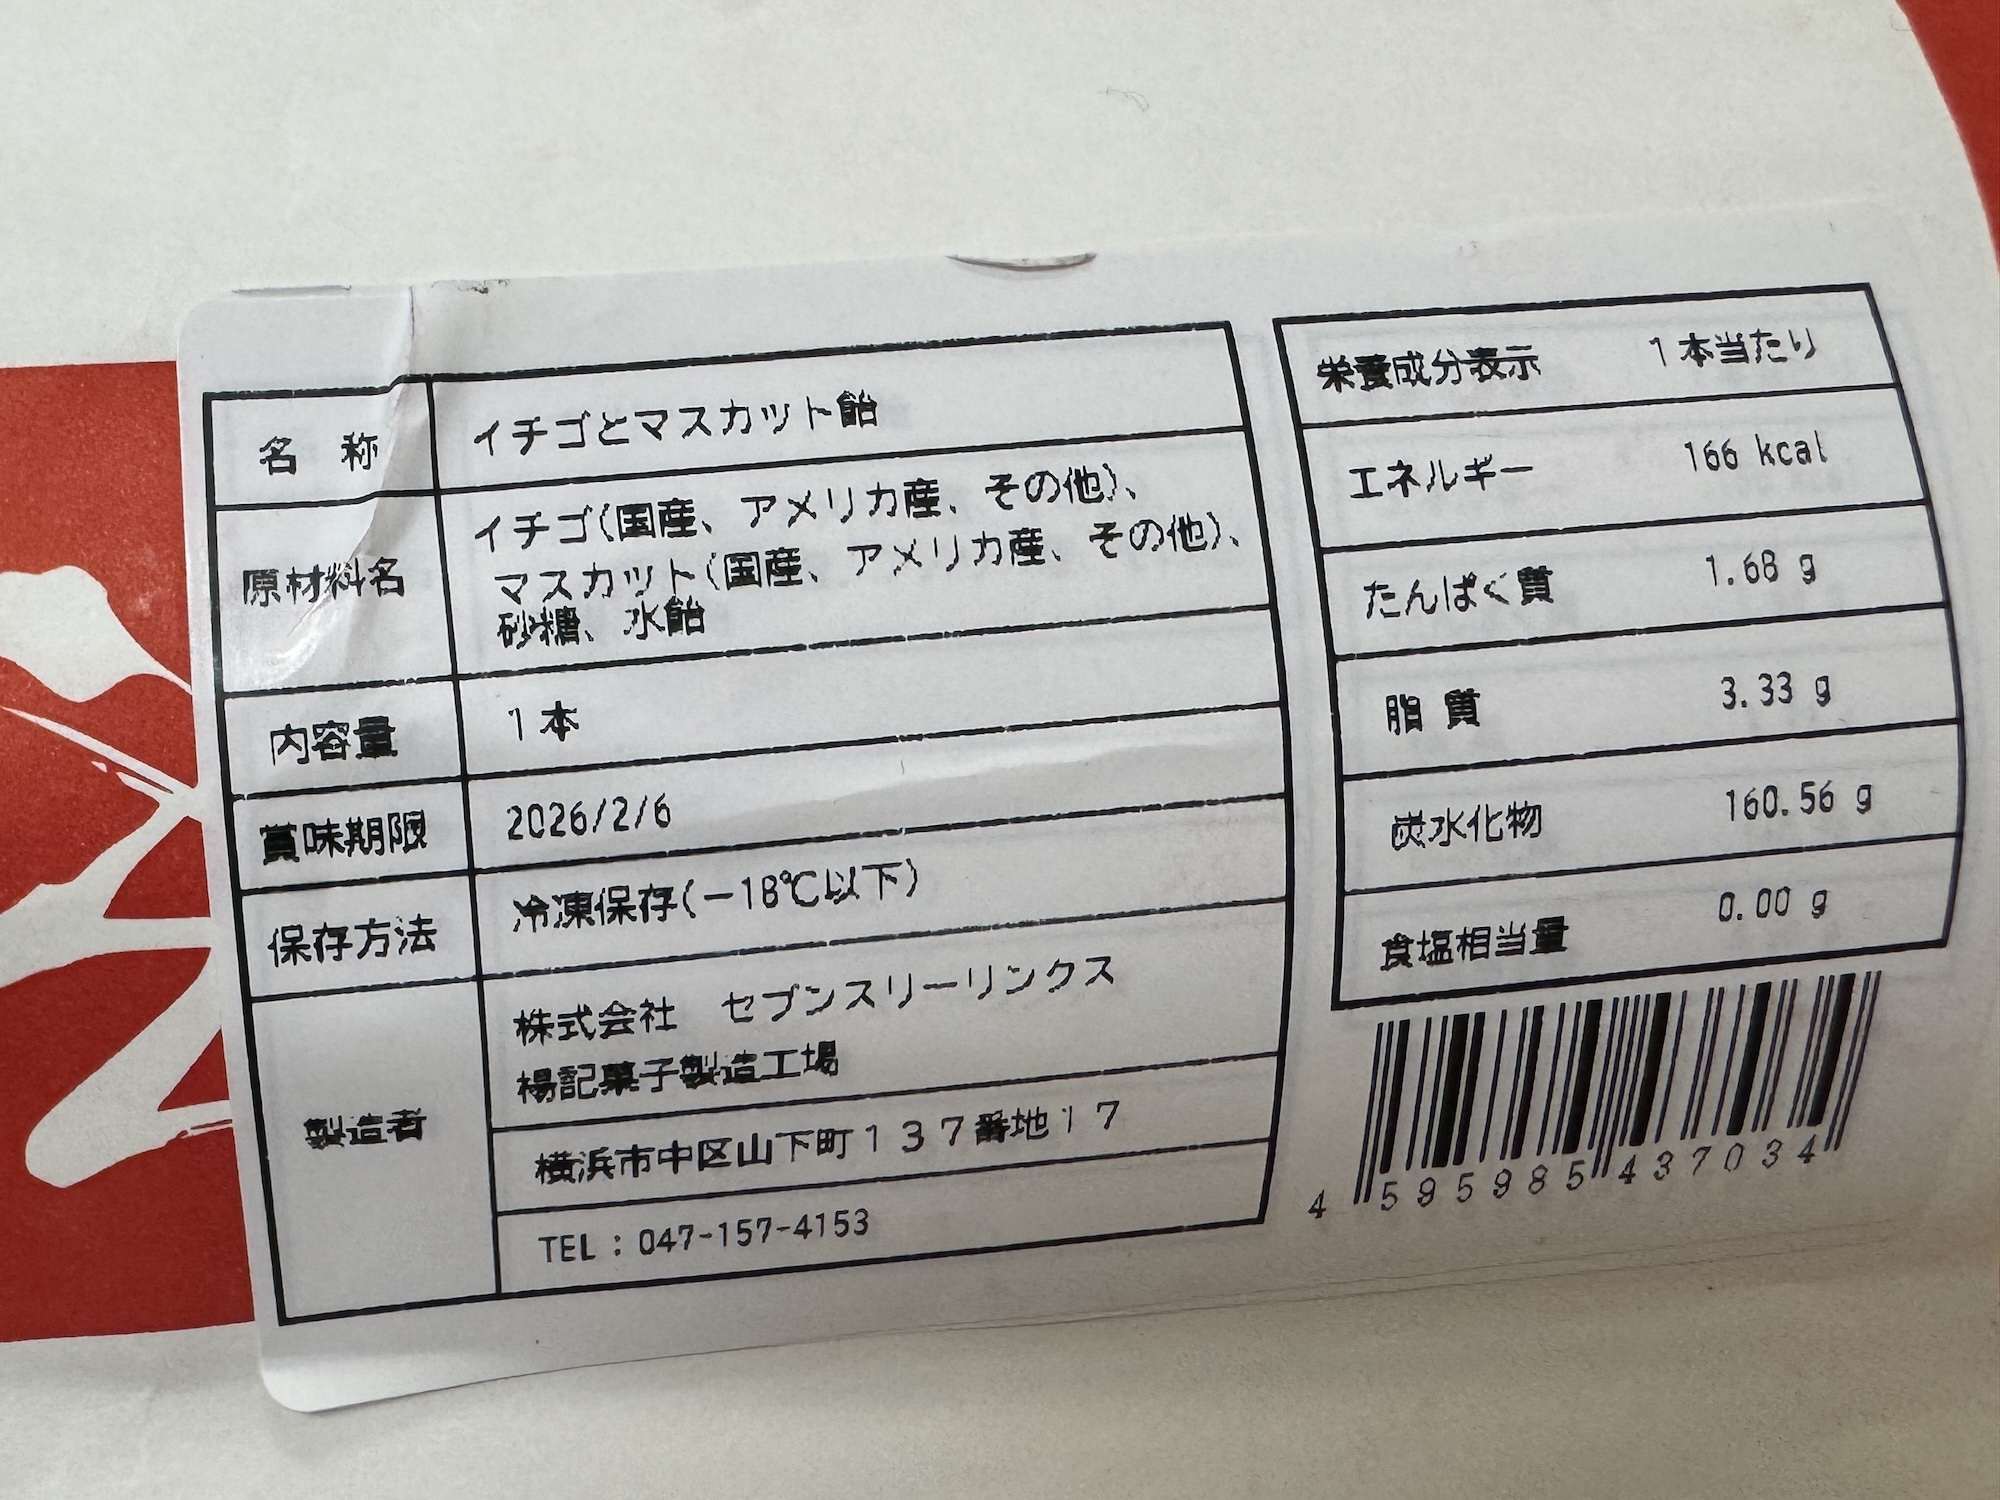 名　称
イチゴとマスカット飴
原材料名
イチゴ(国産、アメリカ産、その他)、
マスカット(国産、アメリカ産、その他)、
砂糖、水飴
内容量
1本
賞味期限
2026/2/6
保存方法
冷凍保存(-18℃以下)
製造者
株式会社　セブンスリーリンクス
楊記菓子製造工場
横浜市中区山下町137番地17
TEL：047-157-4153
栄養成分表示　1本当たり
エネルギー　166 kcal
たんぱく質　1.68 g
脂 質　3.33 g
炭水化物　160.56 g
食塩相当量　0.00 g
4 595985 437034